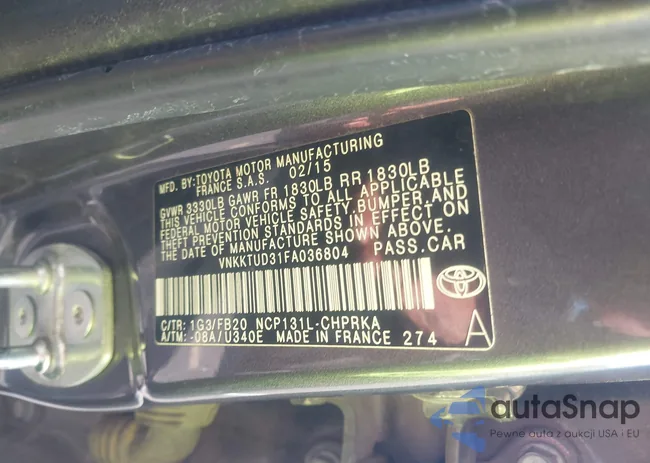 MFD. BY: TOYOTA MOTOR MANUFACTURING
FRANCE S.A.S. 02/15
GVWR 3330LB GAWR FR 1830LB RR 1830LB
THIS VEHICLE CONFORMS TO ALL APPLICABLE
FEDERAL MOTOR VEHICLE SAFETY, BUMPER, AND
THEFT PREVENTION STANDARDS IN EFFECT ON
THE DATE OF MANUFACTURE SHOWN ABOVE.
VNKKTUD31FA036804 PASS.CAR
C/TR: 1G3/FB20 NCP131L-CHPRKA
A/TM: -08A/U340E MADE IN FRANCE 274 A
autaSnap
Pewne auta z aukcji USA i EU